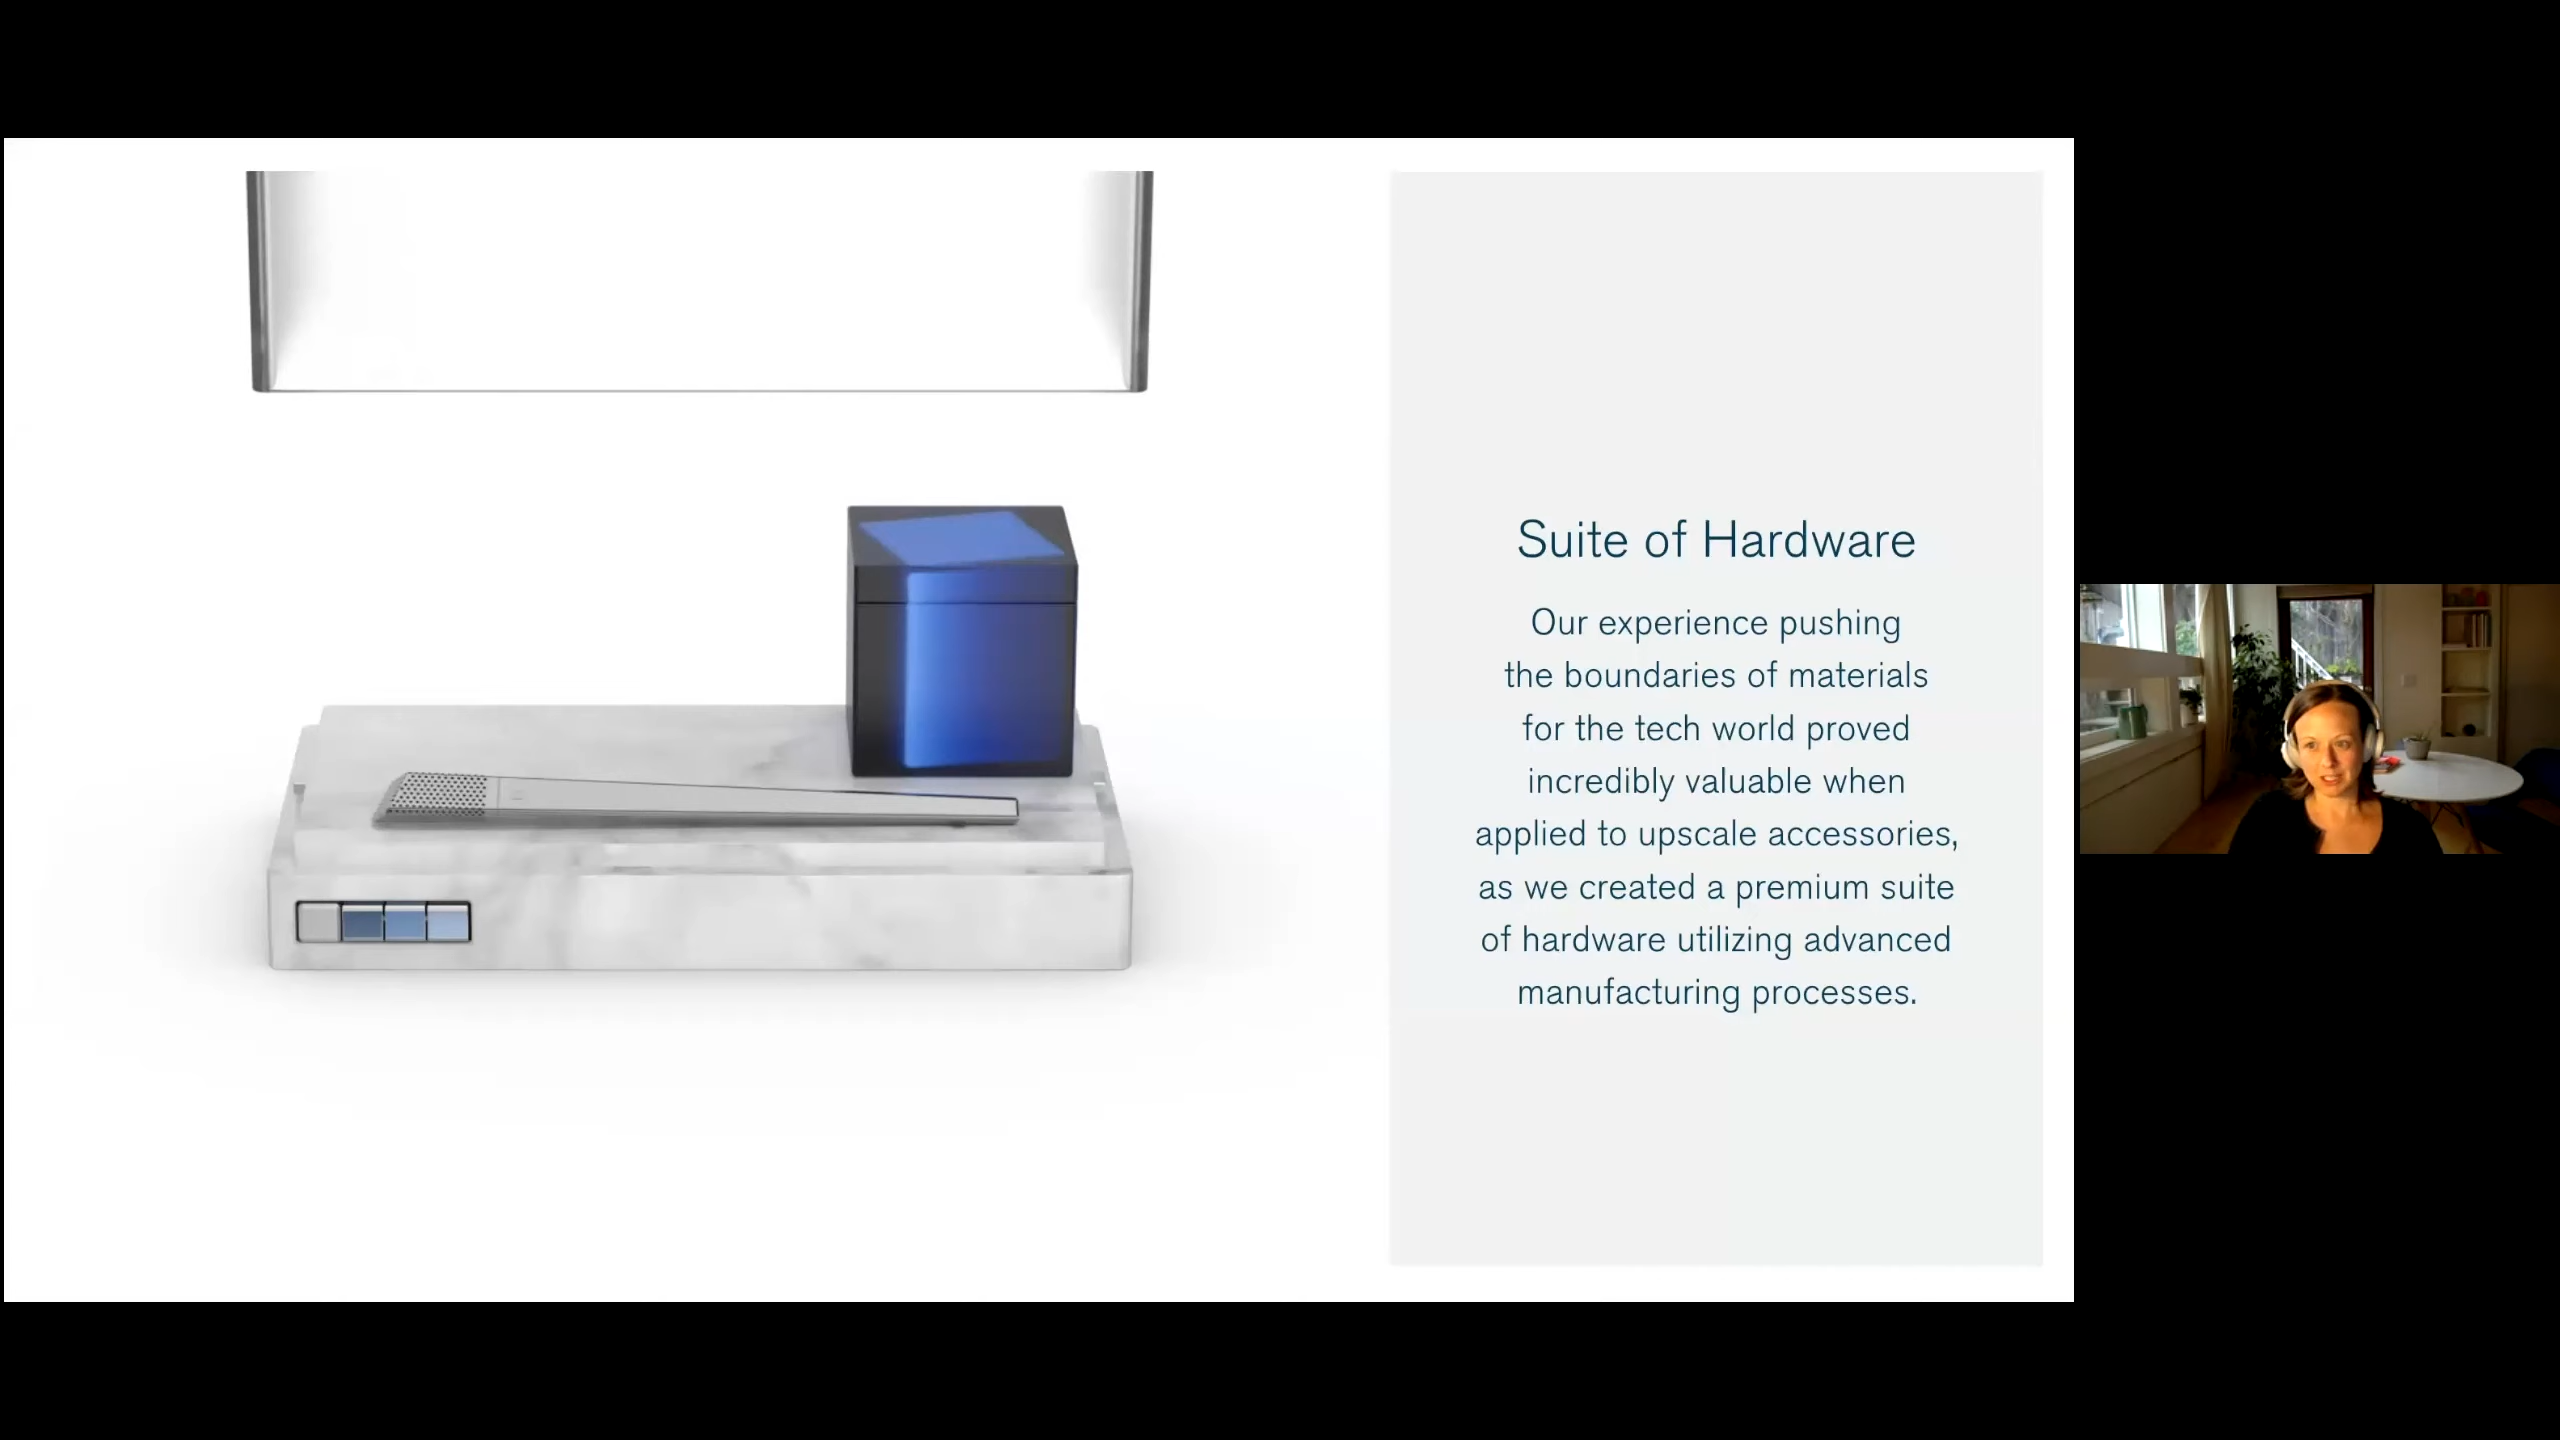 Suite of Hardware
Our experience pushing
the boundaries of materials
for the tech world proved
incredibly valuable when
applied to upscale accessories,
as we created a premium suite
of hardware utilizing advanced
manufacturing processes.